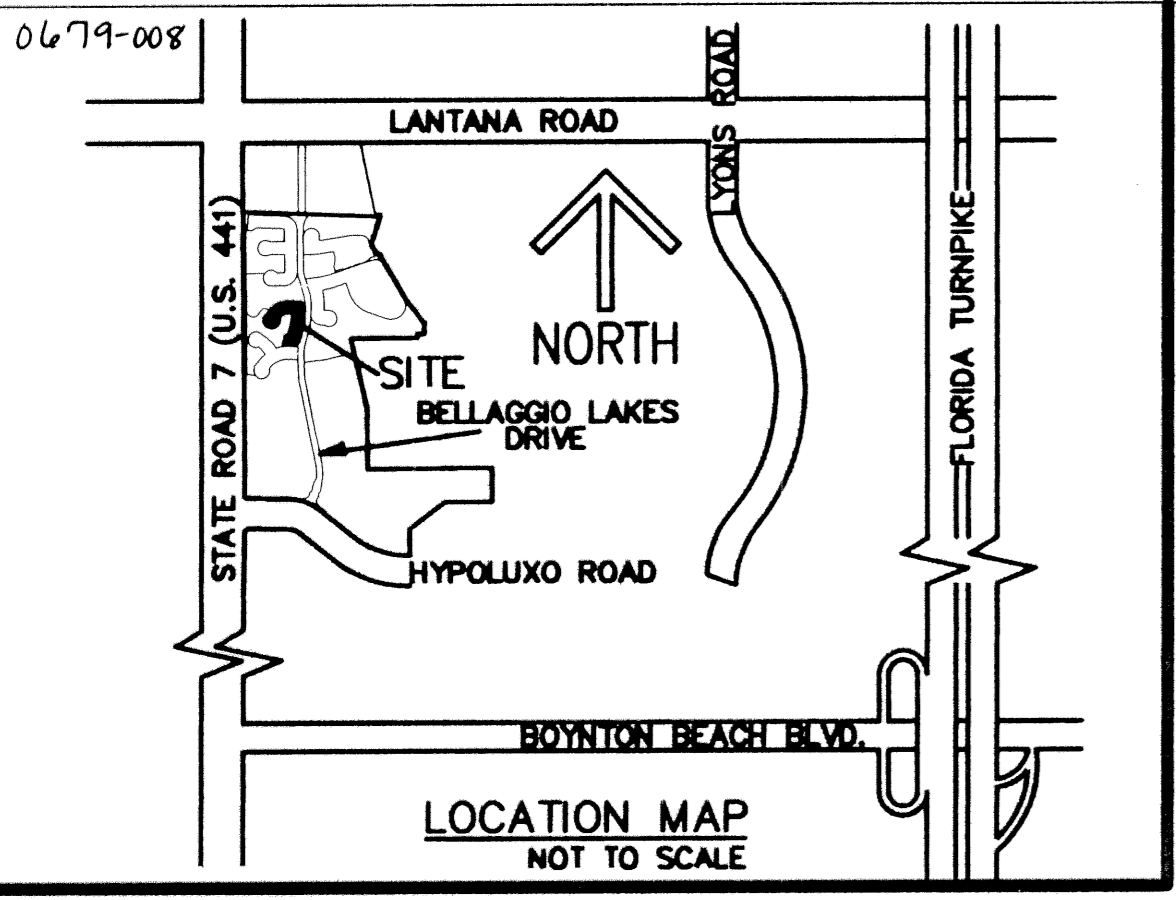 0679-008
LANTANA ROAD
LYONS ROAD
STATE ROAD 7 (U.S. 441)
NORTH
FLORIDA TURNPIKE
SITE
BELLAGGIO LAKES
DRIVE
HYPOLUXO ROAD
BOYNTON BEACH BLVD.
LOCATION MAP
NOT TO SCALE